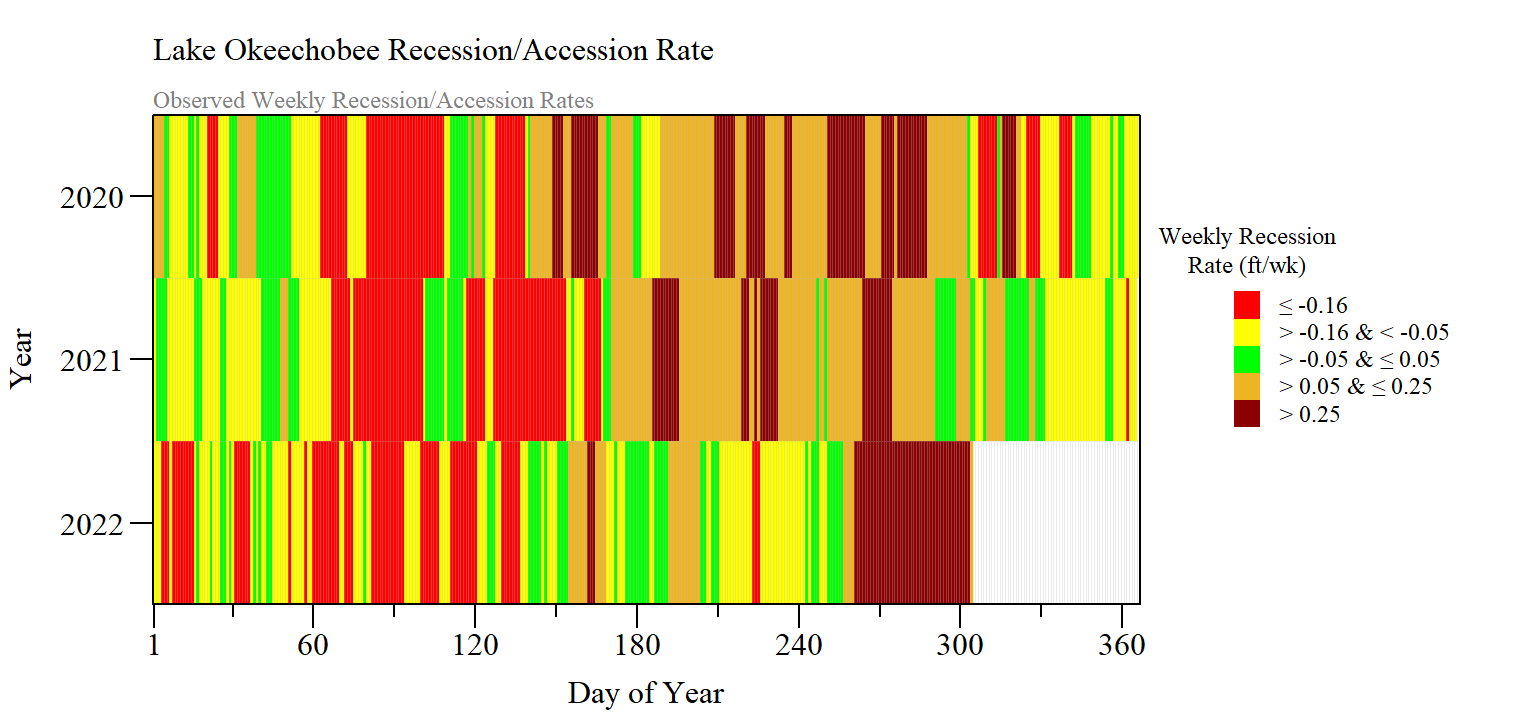 Lake Okeechobee Recession/Accession Rate
Observed Weekly Recession/Accession Rates
Year
2020
2021
2022
1 60 120 180 240 300 360
Day of Year
Weekly Recession
Rate (ft/wk)
≤ -0.16
> -0.16 & < -0.05
> -0.05 & ≤ 0.05
> 0.05 & ≤ 0.25
> 0.25